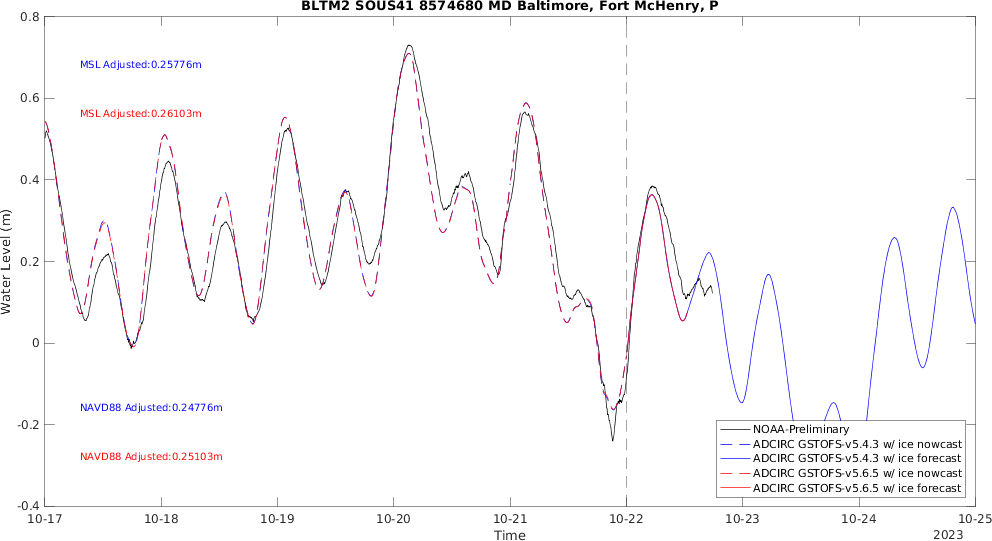 BLTM2 SOUS41 8574680 MD Baltimore, Fort McHenry, P
0.8
0.6
0.4
0.2
0
-0.2
-0.4
Water Level (m)
MSL Adjusted:0.25776m
MSL Adjusted:0.26103m
NAVD88 Adjusted:0.24776m
NAVD88 Adjusted:0.25103m
NOAA-Preliminary
ADCIRC GSTOFS-v5.4.3 w/ ice nowcast
ADCIRC GSTOFS-v5.4.3 w/ ice forecast
ADCIRC GSTOFS-v5.6.5 w/ ice nowcast
ADCIRC GSTOFS-v5.6.5 w/ ice forecast
10-17 10-18 10-19 10-20 10-21 10-22 10-23 10-24 10-25
Time
2023